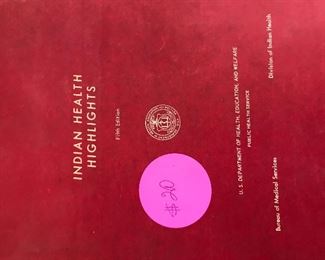 INDIAN HEALTH
HIGHLIGHTS
Fifth Edition
$20
U. S. DEPARTMENT OF HEALTH, EDUCATION, AND WELFARE
PUBLIC HEALTH SERVICE
Bureau of Medical Services
Division of Indian Health